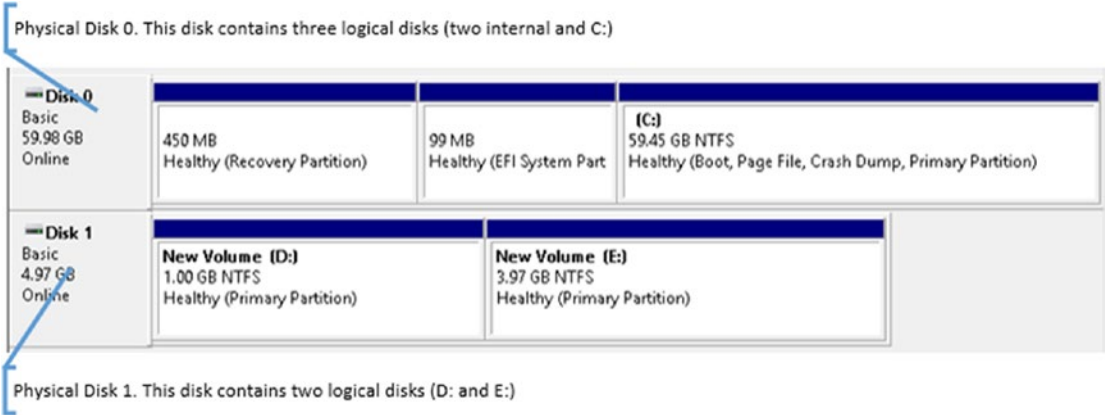 Physical Disk 0. This disk contains three logical disks (two internal and C:)
Disk 0
Basic
59.98 GB
Online
450 MB
Healthy (Recovery Partition)
99 MB
Healthy (EFI System Part
(C:)
59.45 GB NTFS
Healthy (Boot, Page File, Crash Dump, Primary Partition)
Disk 1
Basic
4.97 GB
Online
New Volume (D:)
1.00 GB NTFS
Healthy (Primary Partition)
New Volume (E:)
3.97 GB NTFS
Healthy (Primary Partition)
Physical Disk 1. This disk contains two logical disks (D: and E:)